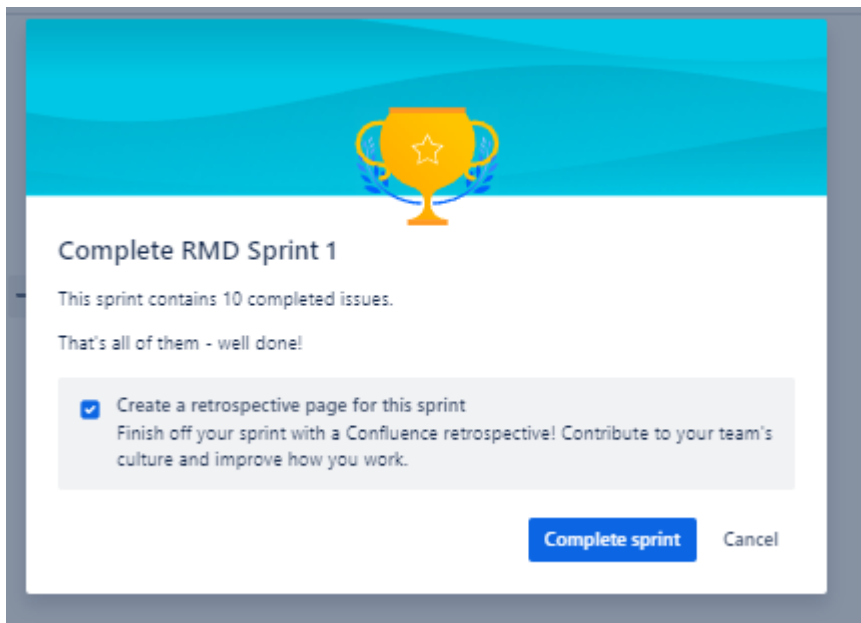 Complete RMD Sprint 1
This sprint contains 10 completed issues.
That's all of them - well done!
Create a retrospective page for this sprint
Finish off your sprint with a Confluence retrospective! Contribute to your team's
culture and improve how you work.
Complete sprint
Cancel